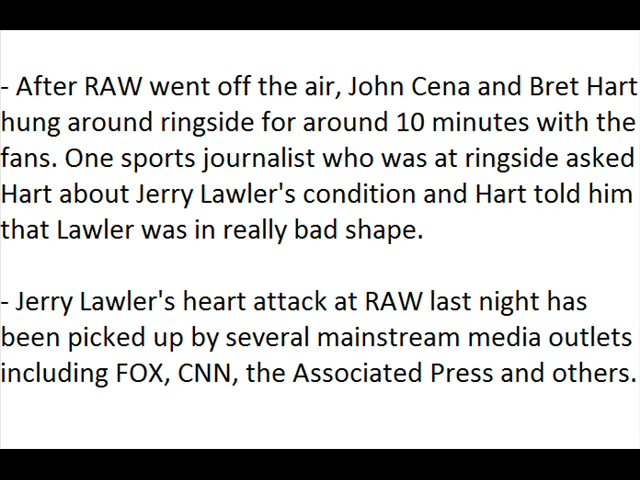 - After RAW went off the air, John Cena and Bret Hart
hung around ringside for around 10 minutes with the
fans. One sports journalist who was at ringside asked
Hart about Jerry Lawler's condition and Hart told him
that Lawler was in really bad shape.
- Jerry Lawler's heart attack at RAW last night has
been picked up by several mainstream media outlets
including FOX, CNN, the Associated Press and others.